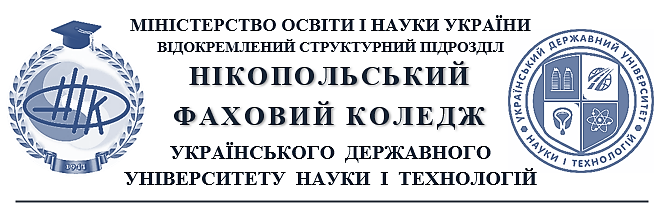 МІНІСТЕРСТВО ОСВІТИ І НАУКИ УКРАЇНИ
ВІДОКРЕМЛЕНИЙ СТРУКТУРНИЙ ПІДРОЗДІЛ
НІКОПОЛЬСЬКИЙ
ФАХОВИЙ КОЛЕДЖ
УКРАЇНСЬКОГО ДЕРЖАВНОГО
УНІВЕРСИТЕТУ НАУКИ І ТЕХНОЛОГІЙ
НТК
УКРАЇНСЬКИЙ ДЕРЖАВНИЙ УНІВЕРСИТЕТ
НАУКИ І ТЕХНОЛОГІЙ